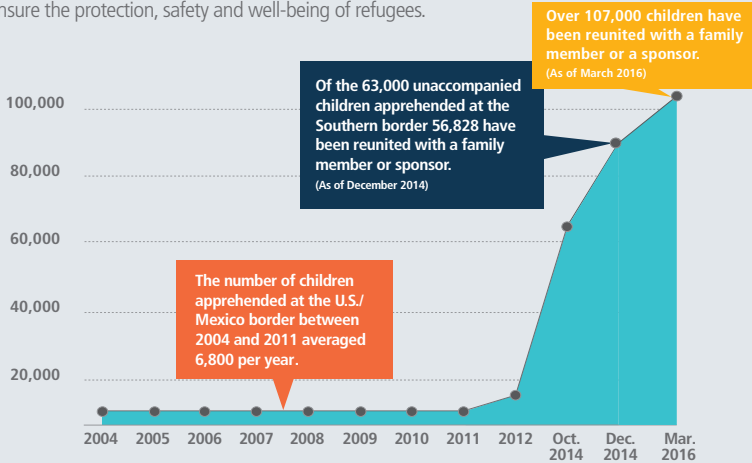 nsure the protection, safety and well-being of refugees.
Over 107,000 children have
been reunited with a family
member or a sponsor.
(As of March 2016)
Of the 63,000 unaccompanied
children apprehended at the
Southern border 56,828 have
been reunited with a family
member or sponsor.
(As of December 2014)
The number of children
apprehended at the U.S./
Mexico border between
2004 and 2011 averaged
6,800 per year.
100,000
80,000
60,000
40,000
20,000
2004 2005 2006 2007 2008 2009 2010 2011 2012 Oct. Dec. Mar.
2014 2014 2016